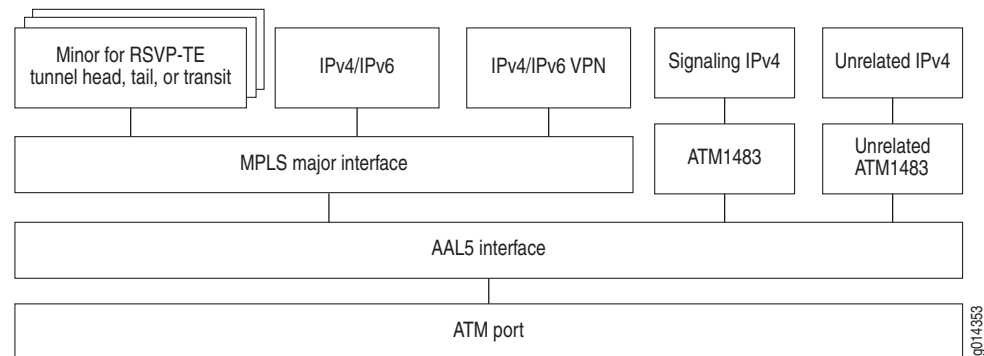 Minor for RSVP-TE
tunnel head, tail, or transit
IPv4/IPv6
IPv4/IPv6 VPN
Signaling IPv4
Unrelated IPv4
MPLS major interface
ATM1483
Unrelated
ATM1483
AAL5 interface
ATM port
g014353